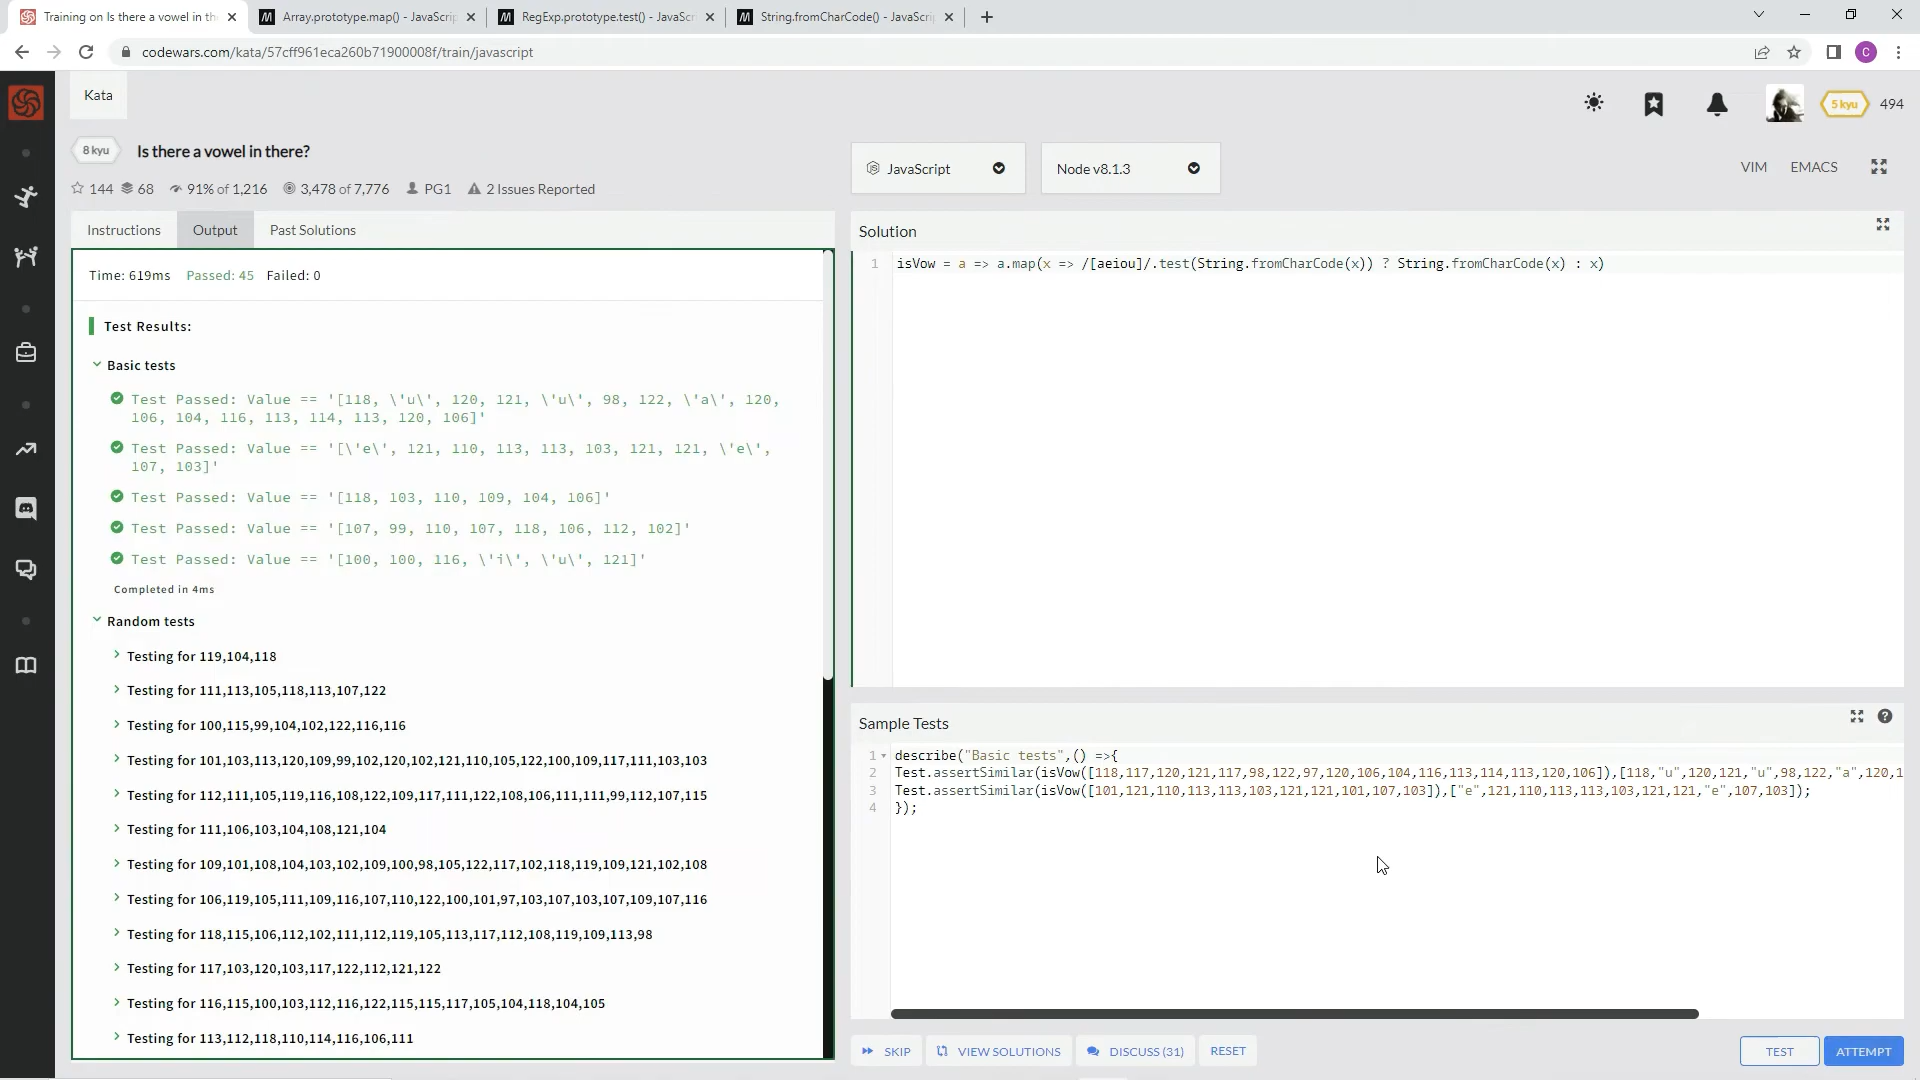 Training on Is there a vowel in th
Array.prototype.map() - JavaScrip
RegExp.prototype.test() - JavaScr
String.fromCharCode() - JavaScrip
codewars.com/kata/57cff961eca260b71900008f/train/javascript
C
Kata
5 kyu 494
8 kyu Is there a vowel in there?
144 68 91% of 1,216 3,478 of 7,776 PG1 2 Issues Reported
JavaScript
Node v8.1.3
VIM EMACS
Instructions Output Past Solutions
Time: 619ms Passed: 45 Failed: 0
Test Results:
Basic tests
Test Passed: Value == '[118, \'u\', 120, 121, \'u\', 98, 122, \'a\', 120,
106, 104, 116, 113, 114, 113, 120, 106]'
Test Passed: Value == '[\'e\', 121, 110, 113, 113, 103, 121, 121, \'e\',
107, 103]'
Test Passed: Value == '[118, 103, 110, 109, 104, 106]'
Test Passed: Value == '[107, 99, 110, 107, 118, 106, 112, 102]'
Test Passed: Value == '[100, 100, 116, \'i\', \'u\', 121]'
Completed in 4ms
Random tests
Testing for 119,104,118
Testing for 111,113,105,118,113,107,122
Testing for 100,115,99,104,102,122,116,116
Testing for 101,103,113,120,109,99,102,120,102,121,110,105,122,100,109,117,111,103,103
Testing for 112,111,105,119,116,108,122,109,117,111,122,108,106,111,111,99,112,107,115
Testing for 111,106,103,104,108,121,104
Testing for 109,101,108,104,103,102,109,100,98,105,122,117,102,118,119,109,121,102,108
Testing for 106,119,105,111,109,116,107,110,122,100,101,97,103,107,103,107,109,107,116
Testing for 118,115,106,112,102,111,112,119,105,113,117,112,108,119,109,113,98
Testing for 117,103,120,103,117,122,112,121,122
Testing for 116,115,100,103,112,116,122,115,115,117,105,104,118,104,105
Testing for 113,112,118,110,114,116,106,111
Solution
1 isVow = a => a.map(x => /[aeiou]/.test(String.fromCharCode(x)) ? String.fromCharCode(x) : x)
Sample Tests
1 describe("Basic tests",() =>{
2 Test.assertSimilar(isVow([118,117,120,121,117,98,122,97,120,106,104,116,113,114,113,120,106]),[118,"u",120,121,"u",98,122,"a",120,1
3 Test.assertSimilar(isVow([101,121,110,113,113,103,121,121,101,107,103]),["e",121,110,113,113,103,121,121,"e",107,103]);
4 });
SKIP VIEW SOLUTIONS DISCUSS (31) RESET TEST ATTEMPT